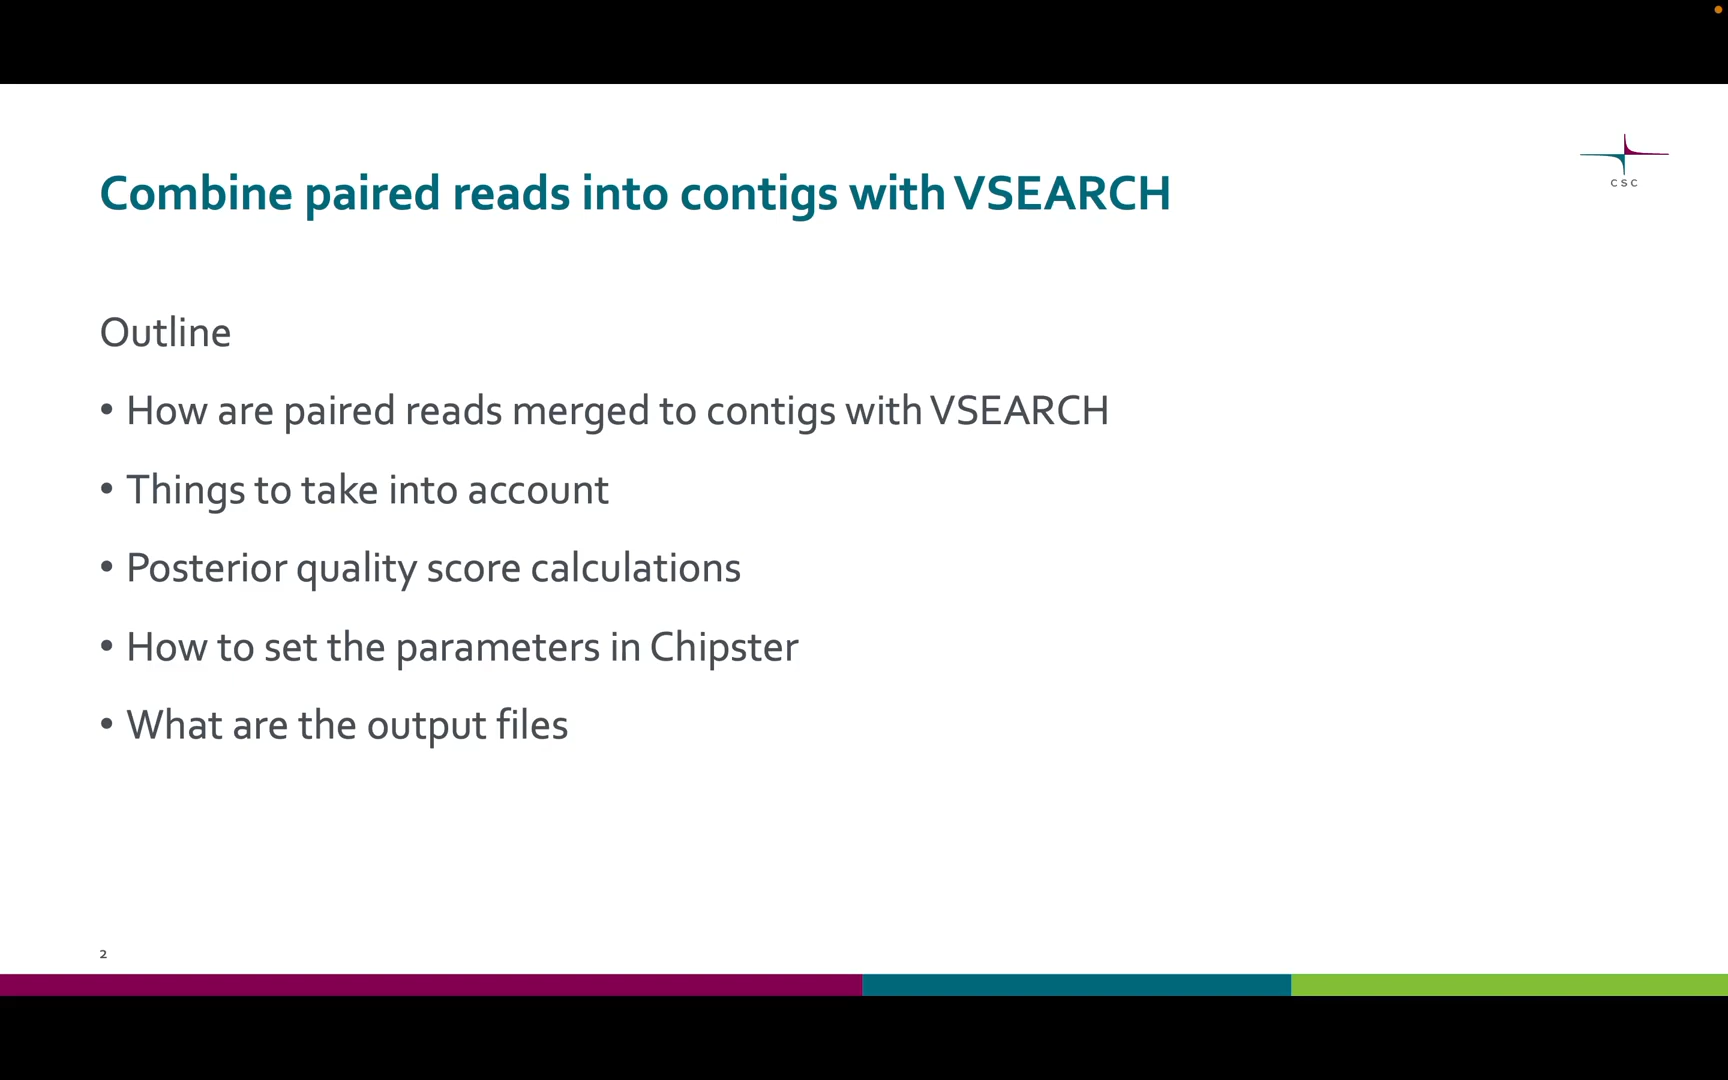 CSC
Combine paired reads into contigs with VSEARCH
Outline
• How are paired reads merged to contigs with VSEARCH
• Things to take into account
• Posterior quality score calculations
• How to set the parameters in Chipster
• What are the output files
2